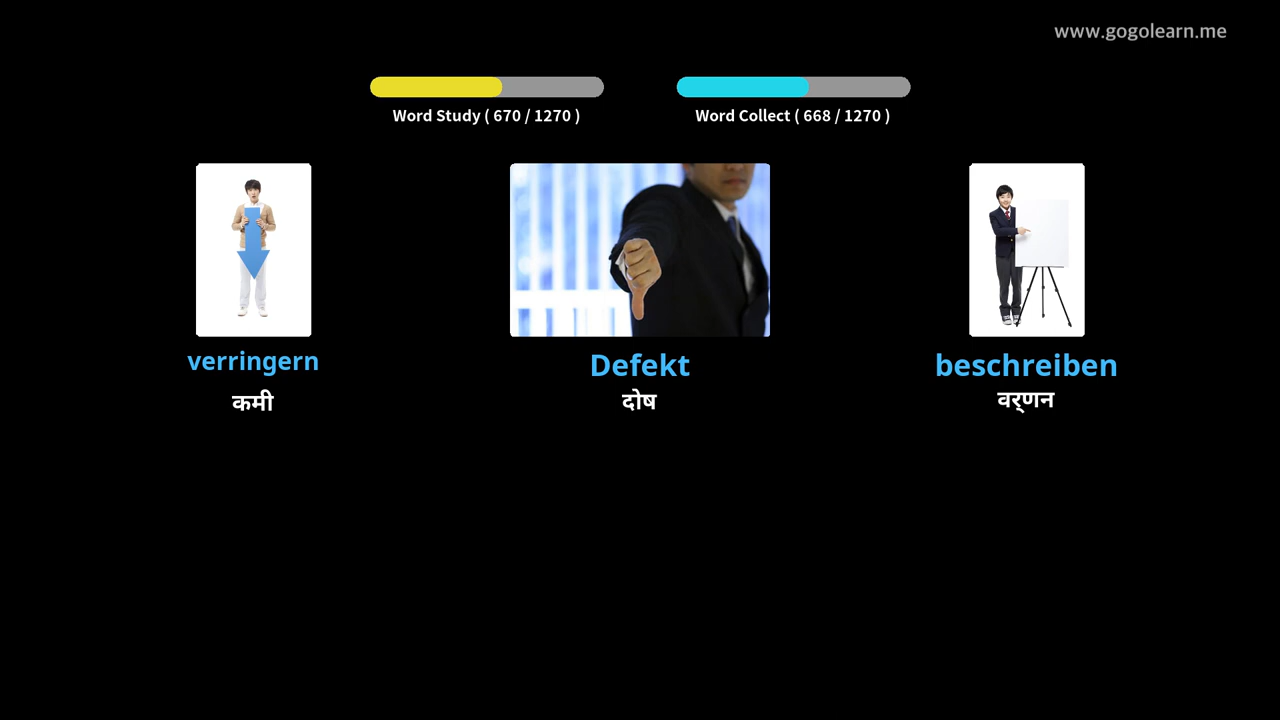 www.gogolearn.me
Word Study ( 670 / 1270 )
Word Collect ( 668 / 1270 )
verringern
कमी
Defekt
दोष
beschreiben
वर्‌णन